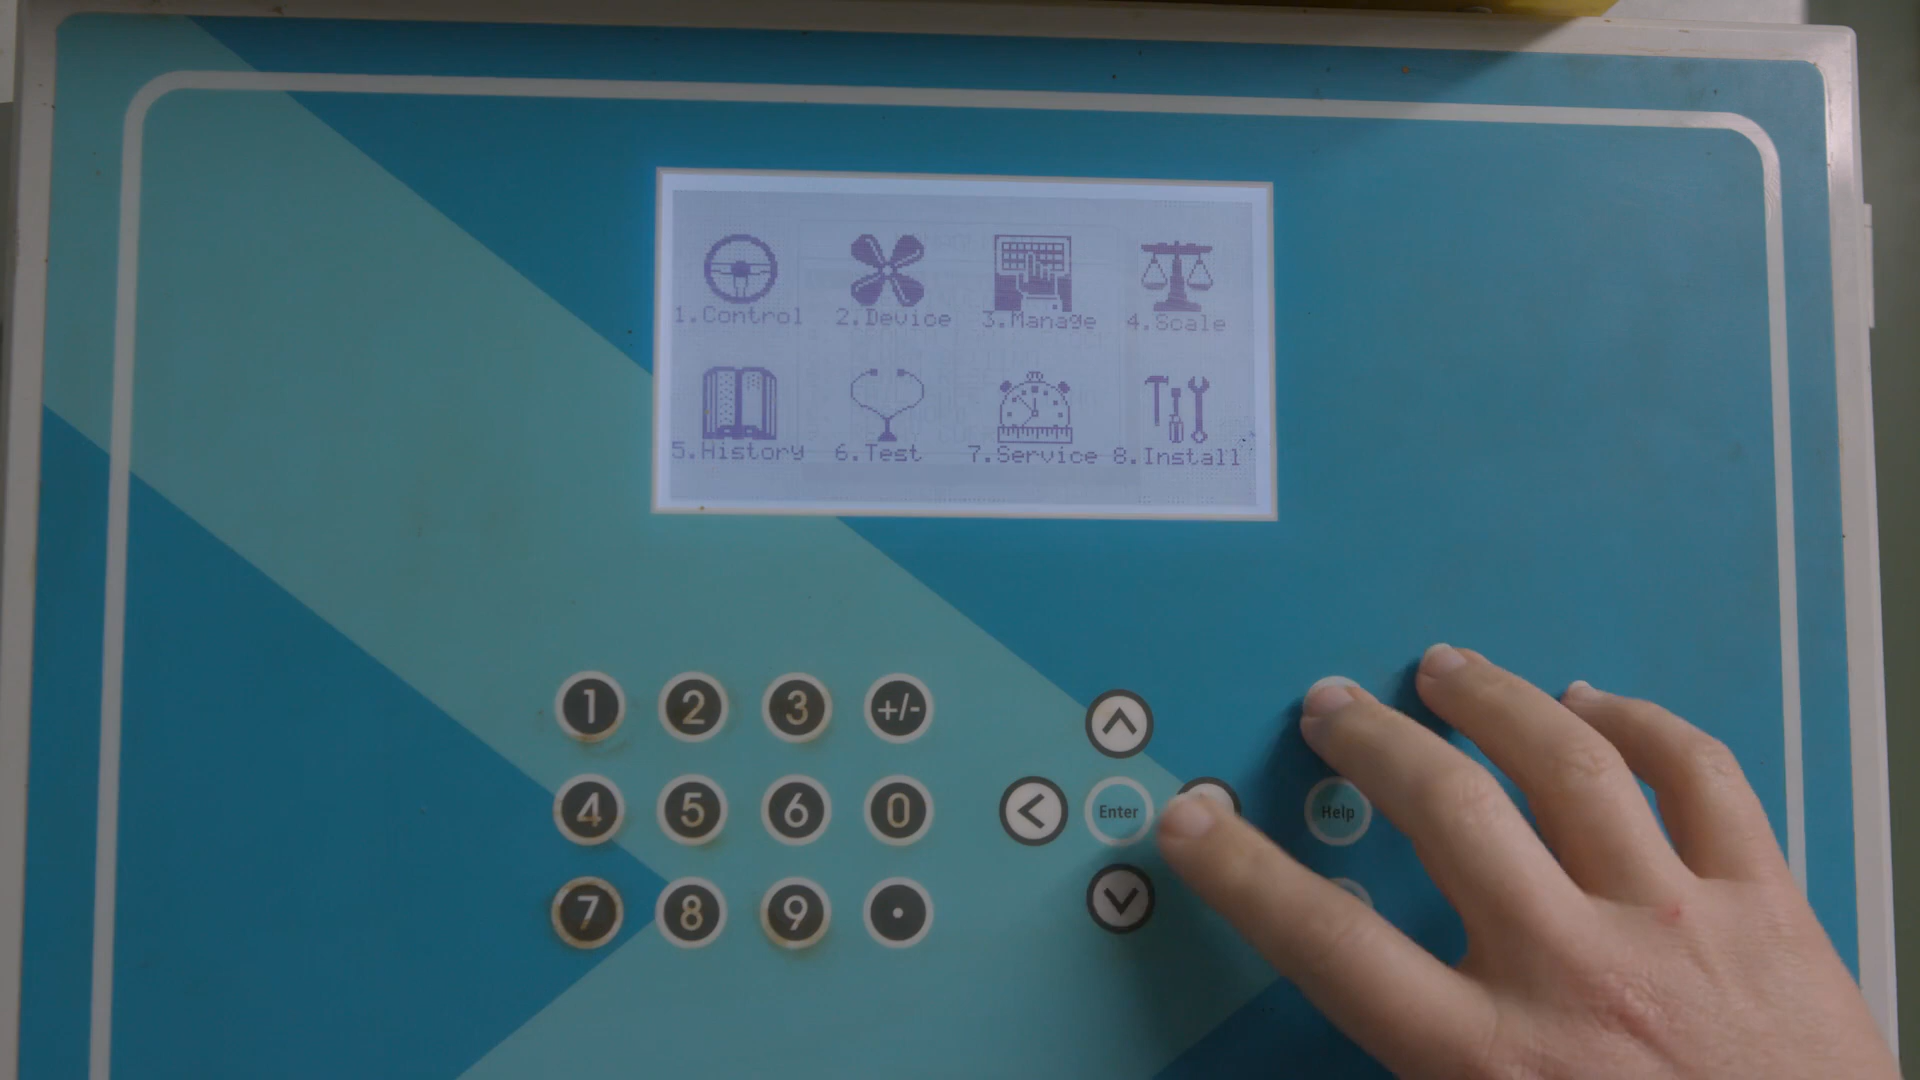 1.Control 2.Device 3.Manage 4.Scale
5.History 6.Test 7.Service 8.Install
1 2 3 +/-
4 5 6 0 Enter Help
7 8 9 .